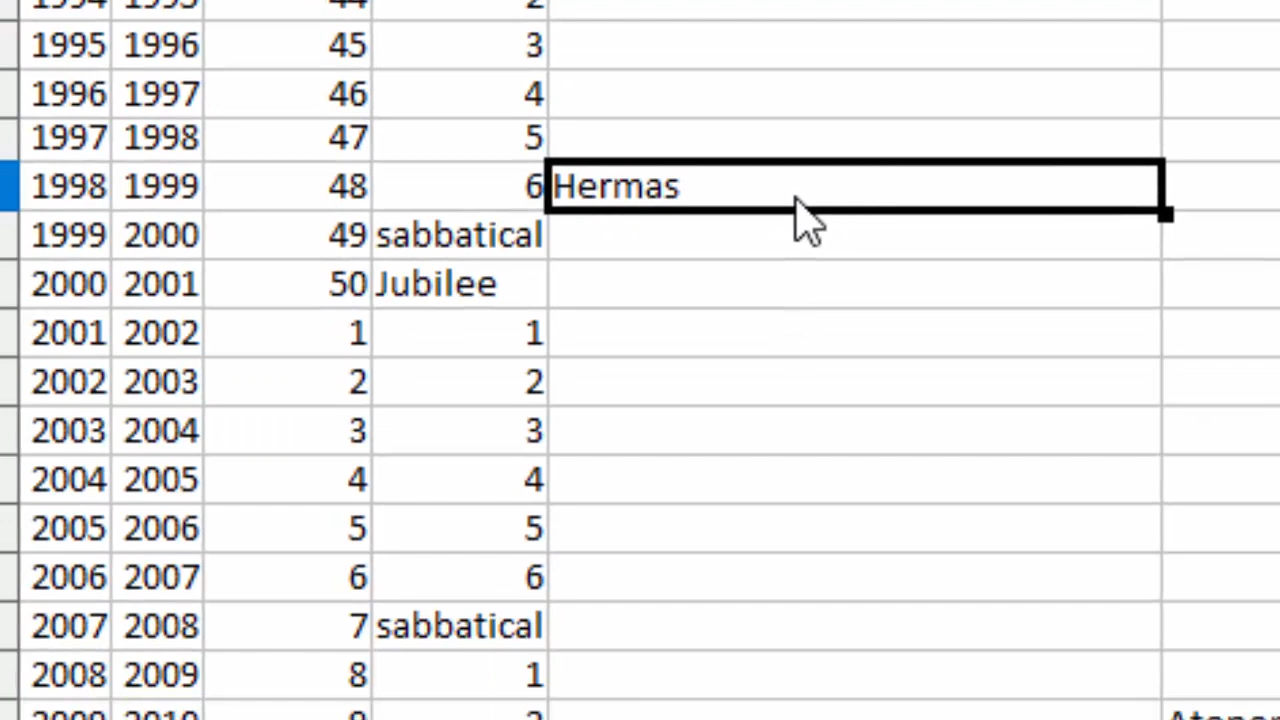 1995 1996 45 3
1996 1997 46 4
1997 1998 47 5
1998 1999 48 6 Hermas
1999 2000 49 sabbatical
2000 2001 50 Jubilee
2001 2002 1 1
2002 2003 2 2
2003 2004 3 3
2004 2005 4 4
2005 2006 5 5
2006 2007 6 6
2007 2008 7 sabbatical
2008 2009 8 1